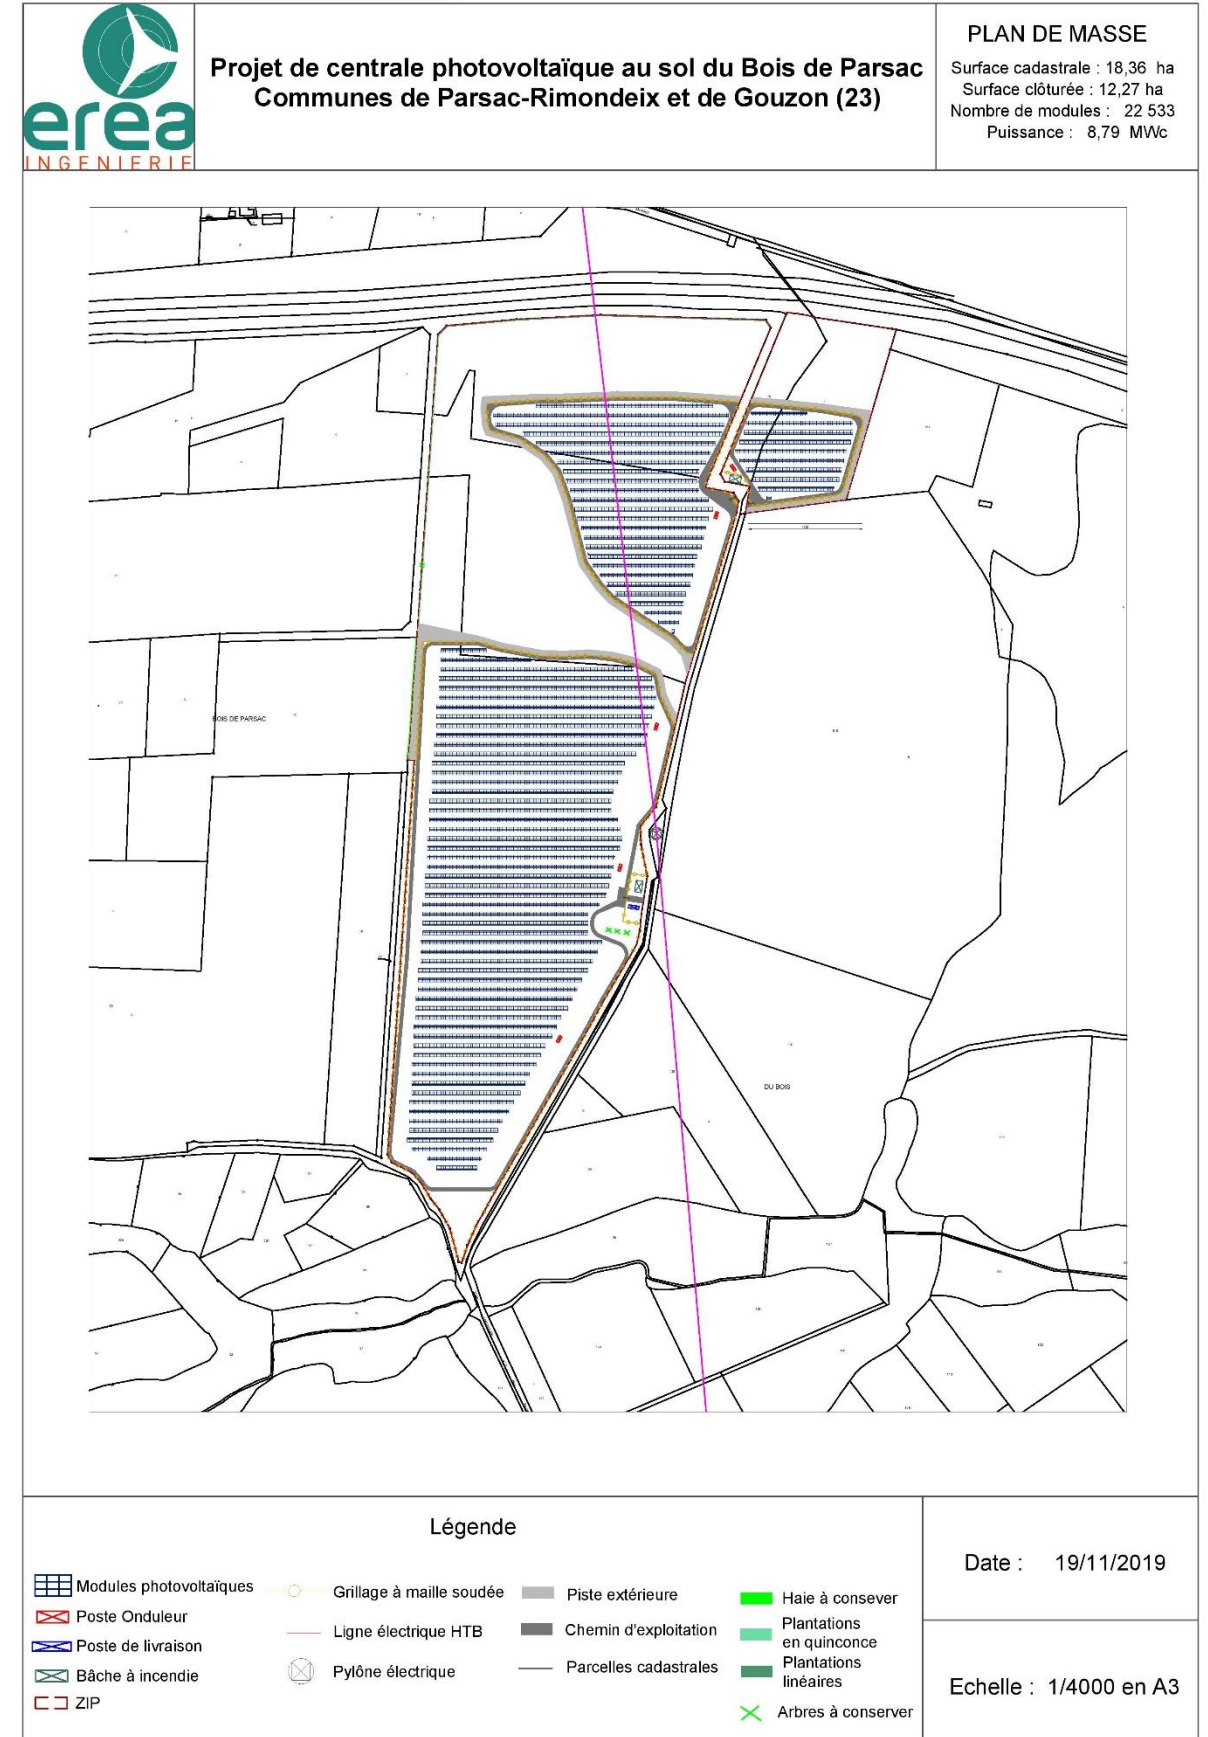 erea
INGENIERIE
Projet de centrale photovoltaïque au sol du Bois de Parsac
Communes de Parsac-Rimondeix et de Gouzon (23)
PLAN DE MASSE
Surface cadastrale : 18,36 ha
Surface clôturée : 12,27 ha
Nombre de modules : 22 533
Puissance : 8,79 MWc
BOIS DE PARSAC
DU BOIS
Légende
Modules photovoltaïques
Poste Onduleur
Poste de livraison
Bâche à incendie
ZIP
Grillage à maille soudée
Ligne électrique HTB
Pylône électrique
Piste extérieure
Chemin d'exploitation
Parcelles cadastrales
Haie à consever
Plantations
en quinconce
Plantations
linéaires
Arbres à conserver
Date : 19/11/2019
Echelle : 1/4000 en A3